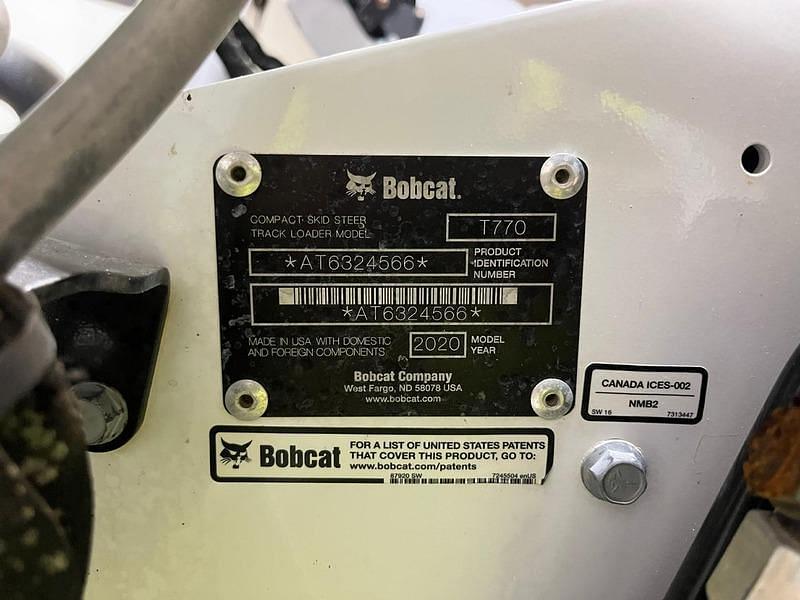 Bobcat.
COMPACT SKID STEER
TRACK LOADER MODEL
T770
*AT6324566*
PRODUCT
IDENTIFICATION
NUMBER
*AT6324566*
MADE IN USA WITH DOMESTIC
AND FOREIGN COMPONENTS
2020
MODEL
YEAR
Bobcat Company
West Fargo, ND 58078 USA
www.bobcat.com
CANADA ICES-002
NMB2
SW 16 7313447
Bobcat
FOR A LIST OF UNITED STATES PATENTS
THAT COVER THIS PRODUCT, GO TO:
www.bobcat.com/patents
87920 SW 7245504 enUS